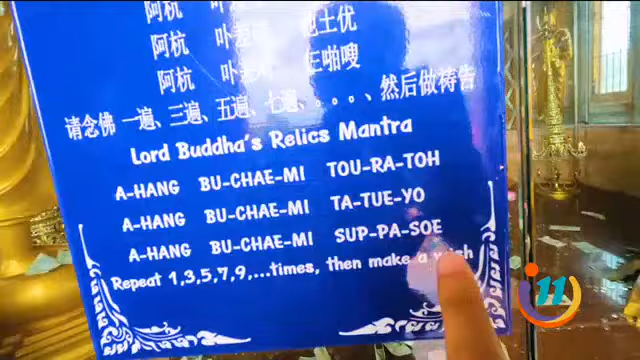 阿杭 卟
阿杭 卟 他土优
阿杭 卟 啪嗖
请念佛 一遍、三遍、五遍、七遍、。。。、然后做祷告
Lord Buddha's Relics Mantra
A-HANG BU-CHAE-MI TOU-RA-TOH
A-HANG BU-CHAE-MI TA-TUE-YO
A-HANG BU-CHAE-MI SUP-PA-SOE
Repeat 1,3,5,7,9,...times, then make a wish